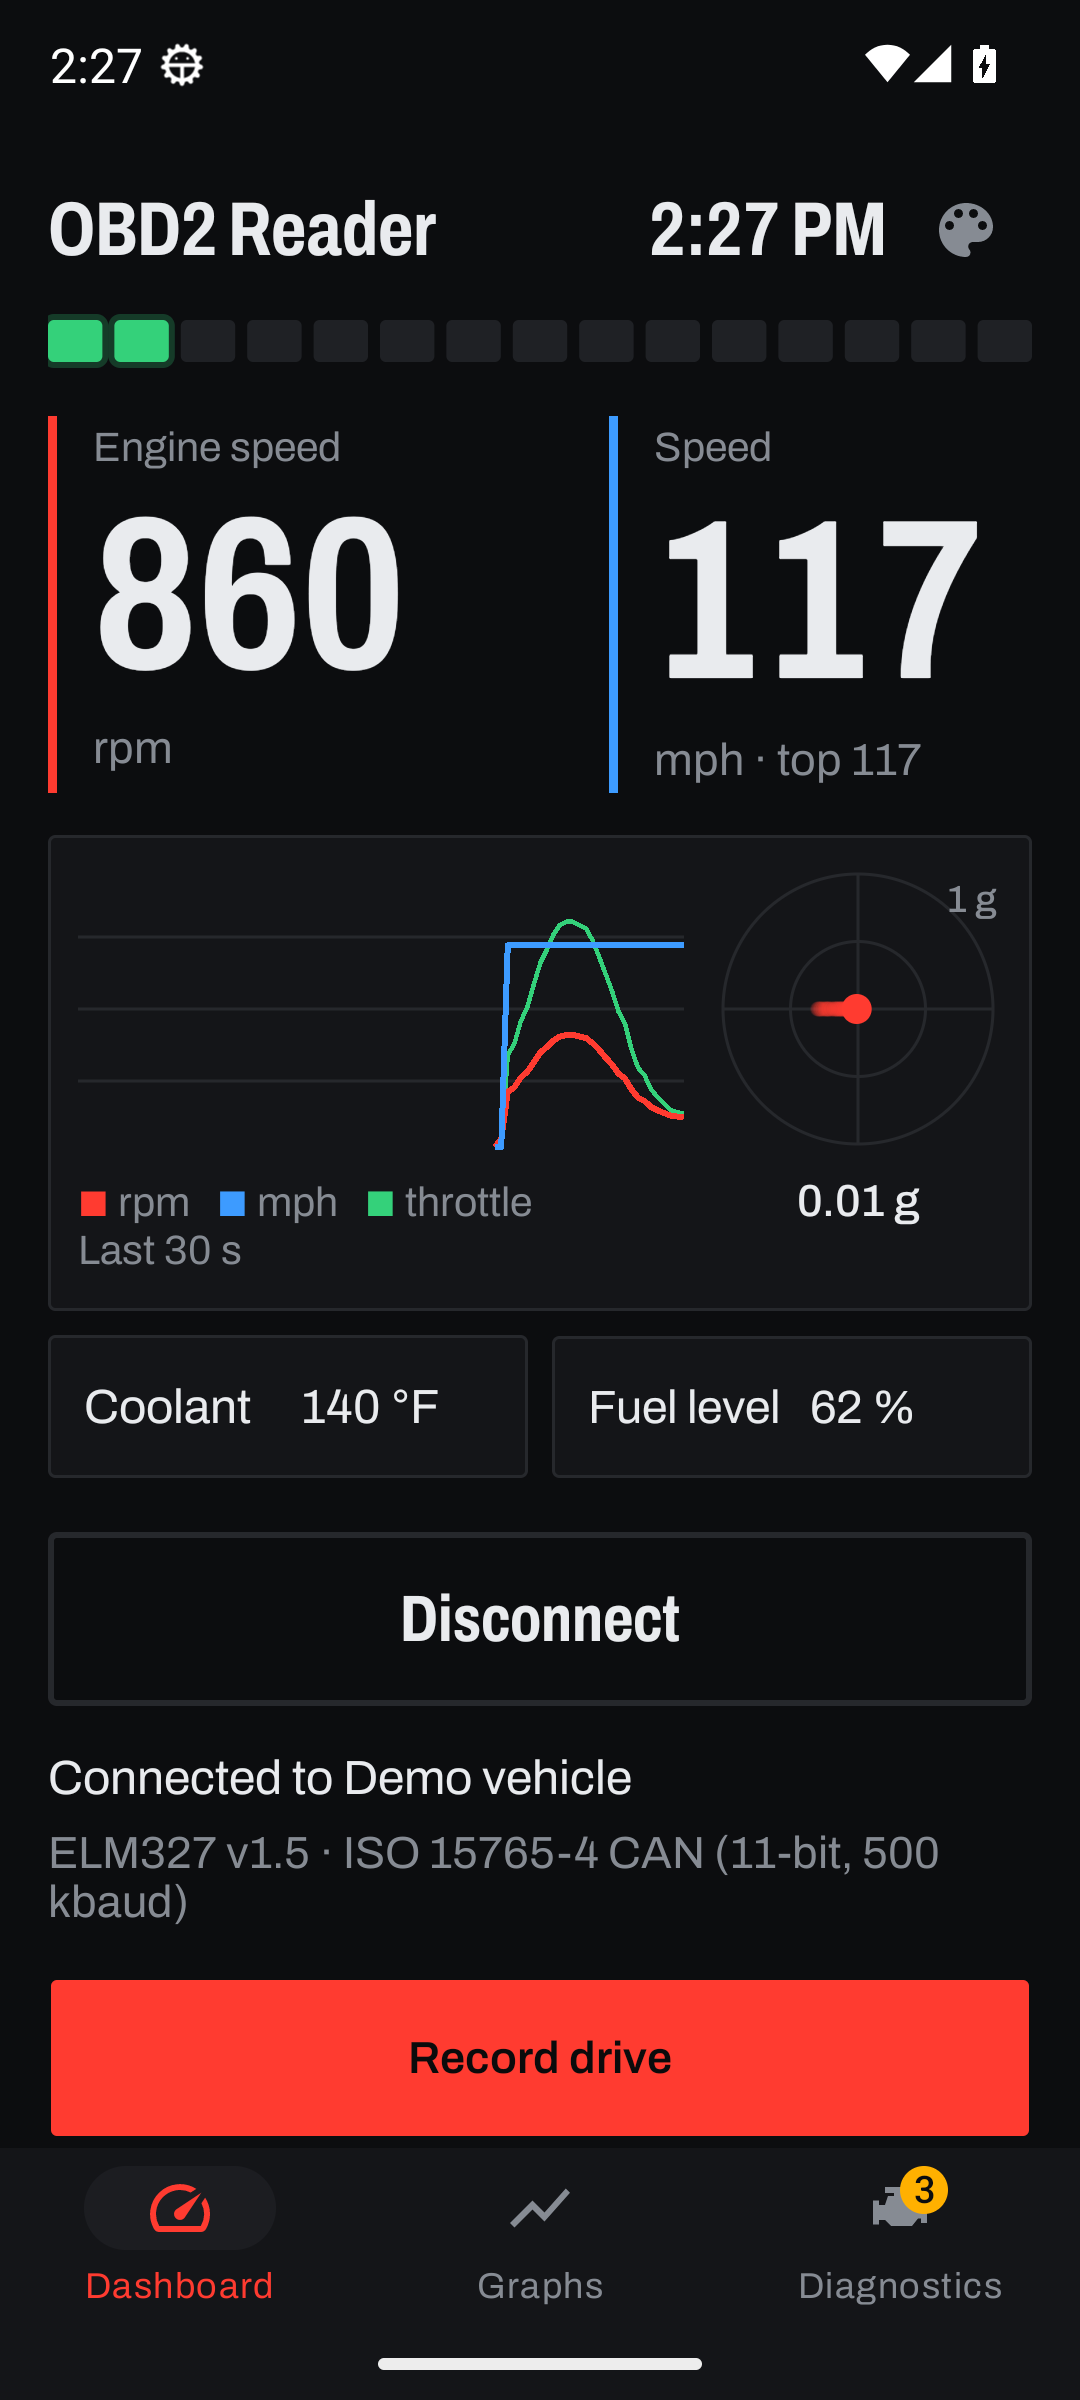 2:27
OBD2 Reader
2:27 PM
Engine speed
860
rpm
Speed
117
mph · top 117
1 g
rpm mph throttle
Last 30 s
0.01 g
Coolant 140 °F
Fuel level 62 %
Disconnect
Connected to Demo vehicle
ELM327 v1.5 · ISO 15765-4 CAN (11-bit, 500
kbaud)
Record drive
3
Dashboard
Graphs
Diagnostics